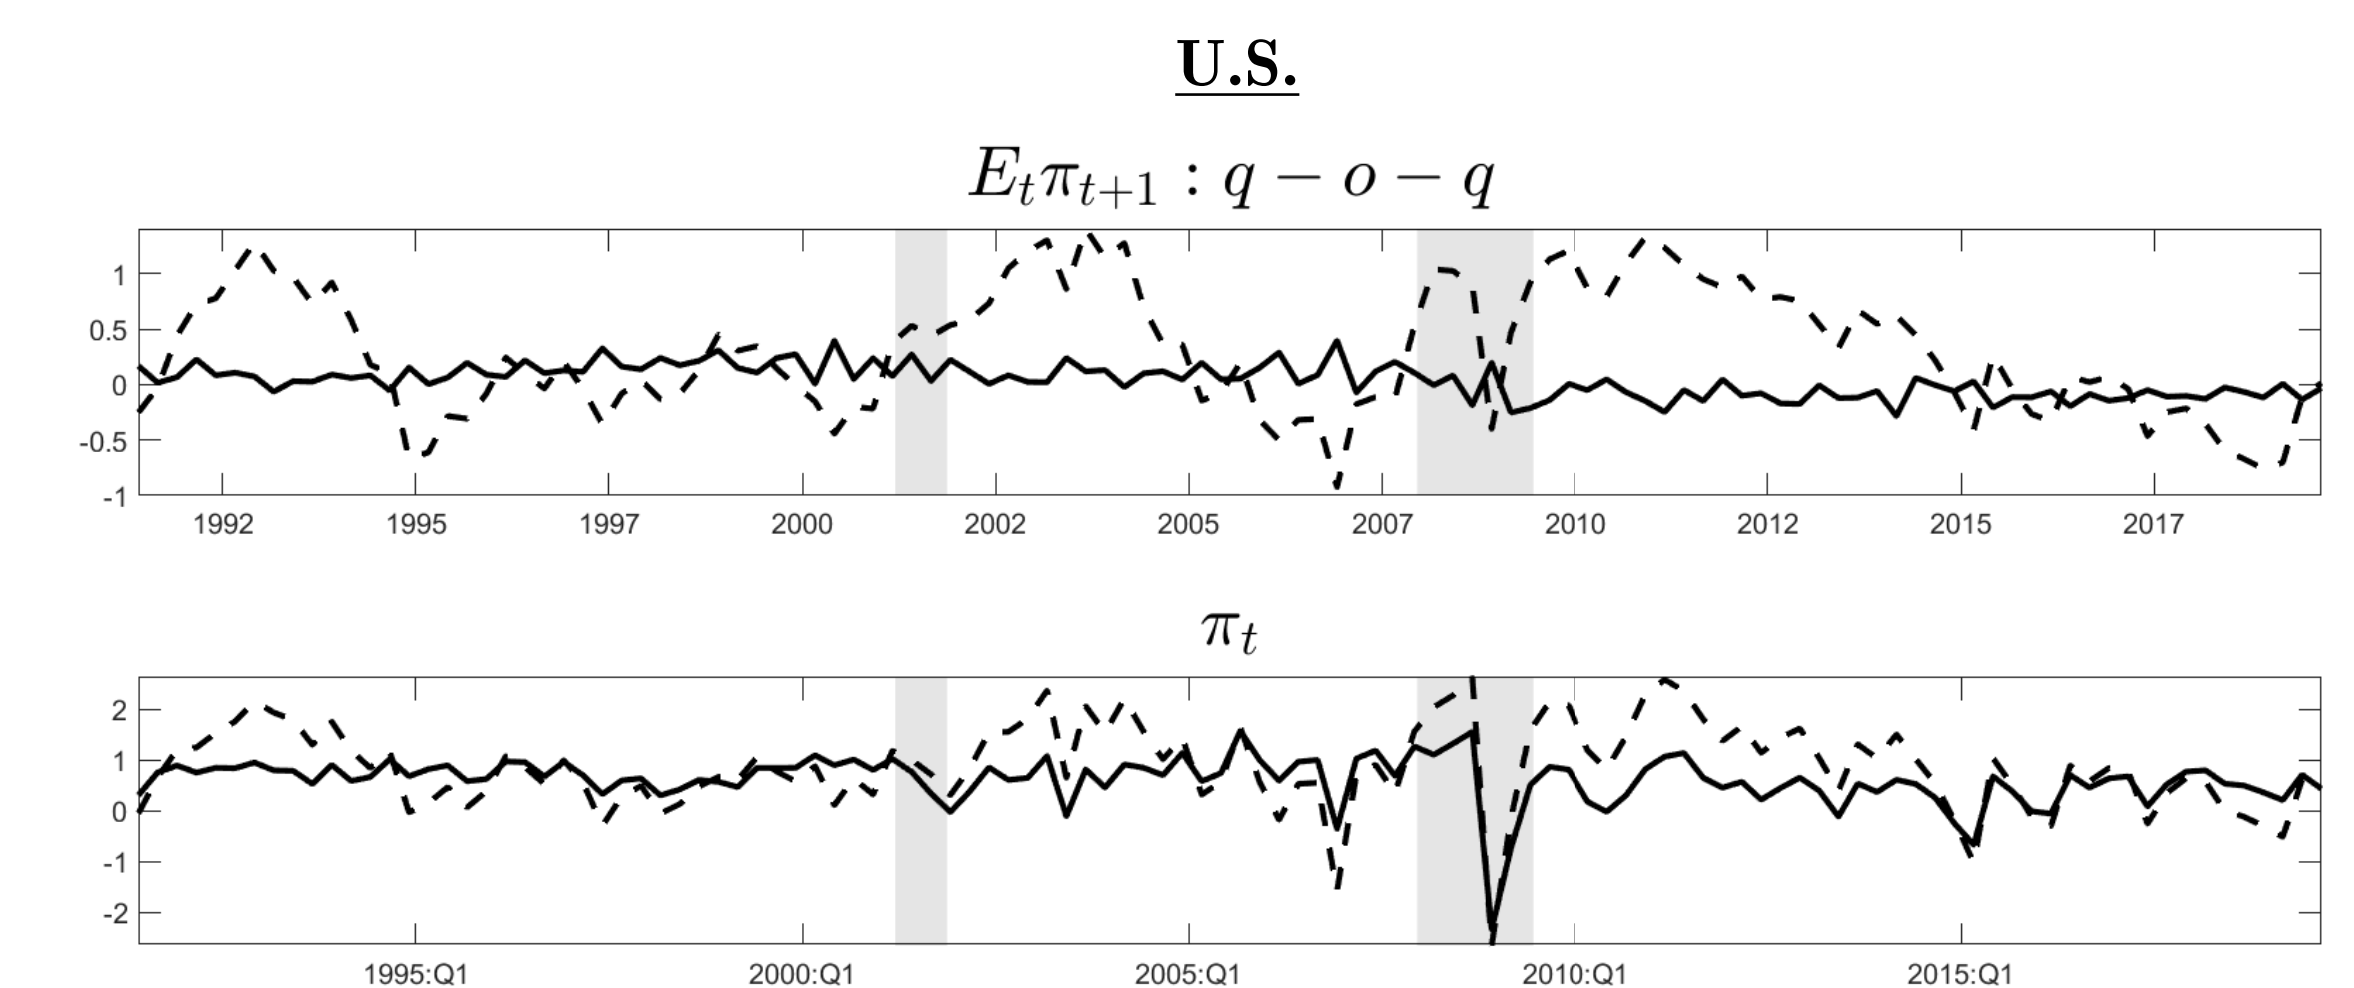 U.S.
E_tπ_{t+1} : q − o − q
1
0.5
0
-0.5
-1
1992 1995 1997 2000 2002 2005 2007 2010 2012 2015 2017
π_t
2
1
0
-1
-2
1995:Q1 2000:Q1 2005:Q1 2010:Q1 2015:Q1